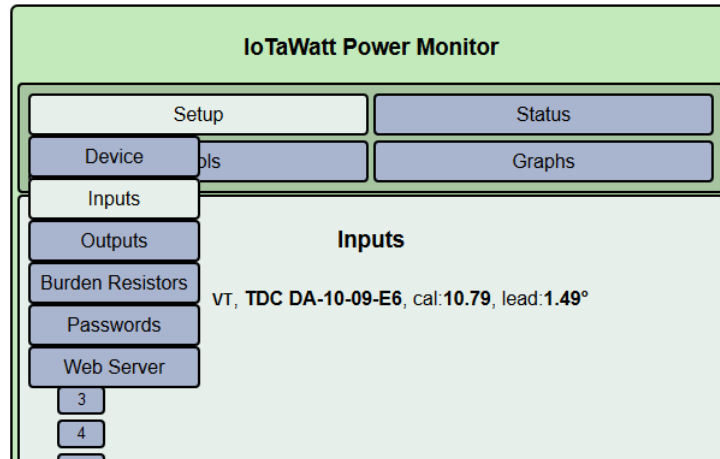 IoTaWatt Power Monitor
Setup
Status
Device
ols
Graphs
Inputs
Outputs
Inputs
Burden Resistors
VT, TDC DA-10-09-E6, cal:10.79, lead:1.49°
Passwords
Web Server
3
4